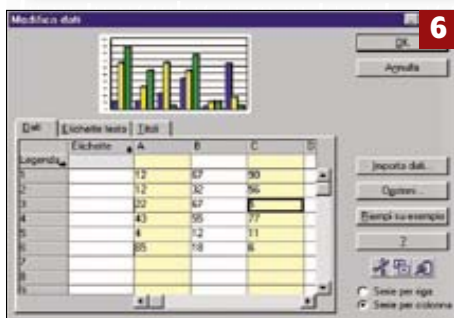 Modifica dati
6
OK
Annulla
Dati Etichette testo Titoli
Etichette A B C D
Legenda
1 12 67 90
2 12 32 56
3 22 67
4 43 55 77
5 4 12 11
6 65 18 6
7
8
Importa dati...
Opzioni...
Riempi su esempio
?
Serie per riga
Serie per colonna